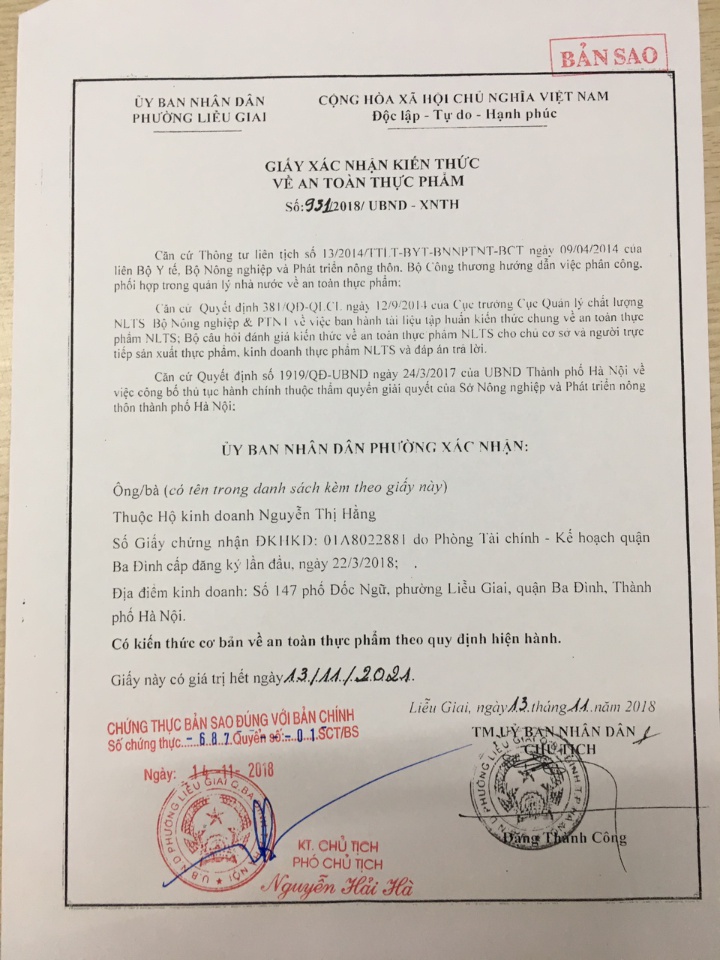 BẢN SAO
ỦY BAN NHÂN DÂN
PHƯỜNG LIỄU GIAI
CỘNG HÒA XÃ HỘI CHỦ NGHĨA VIỆT NAM
Độc lập - Tự do - Hạnh phúc
GIẤY XÁC NHẬN KIẾN THỨC
VỀ AN TOÀN THỰC PHẨM
Số:931/2018/ UBND - XNTH
Căn cứ Thông tư liên tịch số 13/2014/TTLT-BYT-BNNPTNT-BCT ngày 09/04/2014 của
liên Bộ Y tế, Bộ Nông nghiệp và Phát triển nông thôn, Bộ Công thương hướng dẫn việc phân công,
phối hợp trong quản lý nhà nước về an toàn thực phẩm;
Căn cứ Quyết định 381/QĐ-QLCL ngày 12/9/2014 của Cục trưởng Cục Quản lý chất lượng
NLTS Bộ Nông nghiệp & PTNT về việc ban hành tài liệu tập huấn kiến thức chung về an toàn thực
phẩm NLTS; Bộ câu hỏi đánh giá kiến thức về an toàn thực phẩm NLTS cho chủ cơ sở và người trực
tiếp sản xuất thực phẩm, kinh doanh thực phẩm NLTS và đáp án trả lời.
Căn cứ Quyết định số 1919/QĐ-UBND ngày 24/3/2017 của UBND Thành phố Hà Nội về
việc công bố thủ tục hành chính thuộc thẩm quyền giải quyết của Sở Nông nghiệp và Phát triển nông
thôn thành phố Hà Nội;
ỦY BAN NHÂN DÂN PHƯỜNG XÁC NHẬN:
Ông/bà (có tên trong danh sách kèm theo giấy này)
Thuộc Hộ kinh doanh Nguyễn Thị Hằng
Số Giấy chứng nhận ĐKHKD: 01A8022881 do Phòng Tài chính - Kế hoạch quận
Ba Đình cấp đăng ký lần đầu, ngày 22/3/2018;
Địa điểm kinh doanh: Số 147 phố Dốc Ngữ, phường Liễu Giai, quận Ba Đình, Thành
phố Hà Nội.
Có kiến thức cơ bản về an toàn thực phẩm theo quy định hiện hành.
Giấy này có giá trị hết ngày 13/11/2021.
Liễu Giai, ngày 13 tháng 11 năm 2018
TM.UỶ BAN NHÂN DÂN
CHỦ TỊCH
Đặng Thành Công
CHỨNG THỰC BẢN SAO ĐÚNG VỚI BẢN CHÍNH
Số chứng thực...-687.Quyển số:-01SCT/BS
Ngày: 14-11-2018
KT. CHỦ TỊCH
PHÓ CHỦ TỊCH
Nguyễn Hải Hà